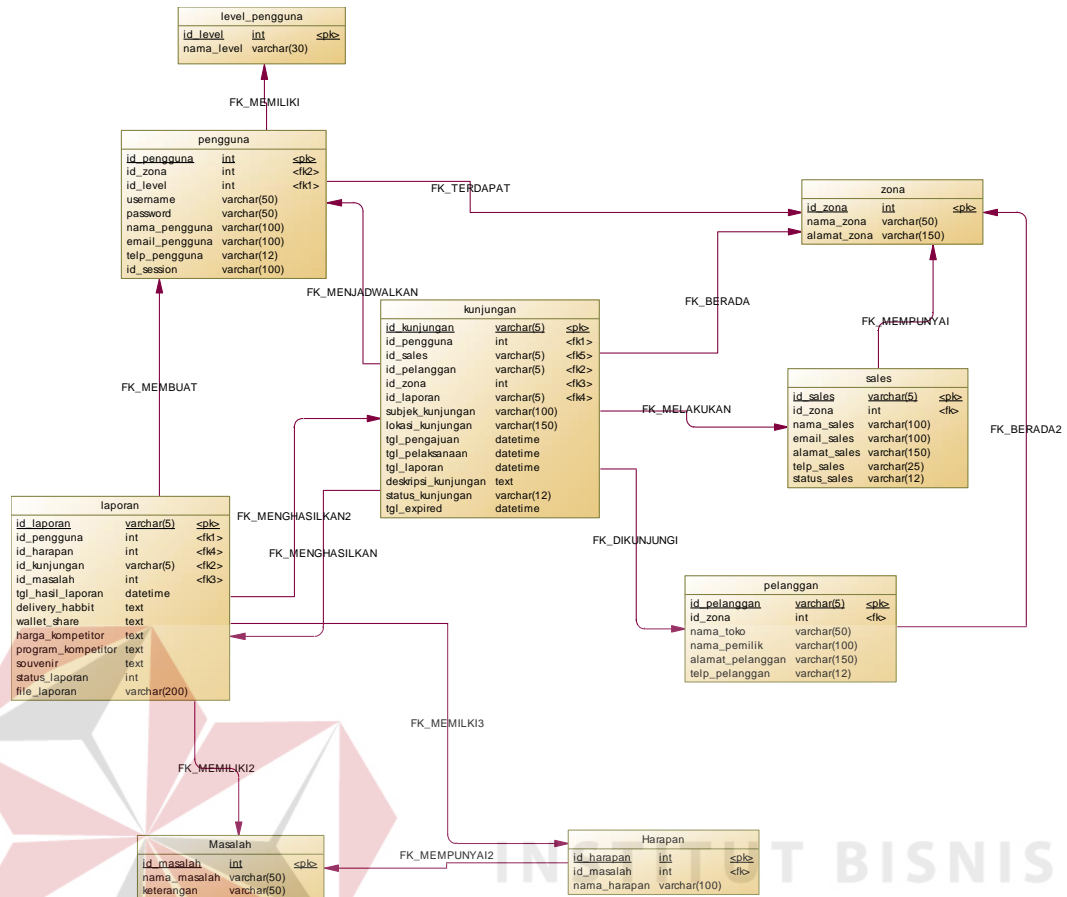 level_pengguna
id_level int <pk>
nama_level varchar(30)
FK_MEMILIKI
pengguna
id_pengguna int <pk>
id_zona int <fk2>
id_level int <fk1>
username varchar(50)
password varchar(50)
nama_pengguna varchar(100)
email_pengguna varchar(100)
telp_pengguna varchar(12)
id_session varchar(100)
FK_TERDAPAT
zona
id_zona int <pk>
nama_zona varchar(50)
alamat_zona varchar(150)
FK_MENJADWALKAN
kunjungan
id_kunjungan varchar(5) <pk>
id_pengguna int <fk1>
id_sales varchar(5) <fk5>
id_pelanggan varchar(5) <fk2>
id_zona int <fk3>
id_laporan varchar(5) <fk4>
subjek_kunjungan varchar(100)
lokasi_kunjungan varchar(150)
tgl_pengajuan datetime
tgl_pelaksanaan datetime
tgl_laporan datetime
deskripsi_kunjungan text
status_kunjungan varchar(12)
tgl_expired datetime
FK_BERADA
FK_MEMPUNYAI
sales
id_sales varchar(5) <pk>
id_zona int <fk>
nama_sales varchar(100)
email_sales varchar(100)
alamat_sales varchar(150)
telp_sales varchar(25)
status_sales varchar(12)
FK_MEMBUAT
FK_MELAKUKAN
FK_BERADA2
laporan
id_laporan varchar(5) <pk>
id_pengguna int <fk1>
id_harapan int <fk4>
id_kunjungan varchar(5) <fk2>
id_masalah int <fk3>
tgl_hasil_laporan datetime
delivery_habbit text
wallet_share text
harga_kompetitor text
program_kompetitor text
souvenir text
status_laporan int
file_laporan varchar(200)
FK_MENGHASILKAN2
FK_MENGHASILKAN
FK_DIKUNJUNGI
pelanggan
id_pelanggan varchar(5) <pk>
id_zona int <fk>
nama_toko varchar(50)
nama_pemilik varchar(100)
alamat_pelanggan varchar(150)
telp_pelanggan varchar(12)
FK_MEMILKI3
FK_MEMILIKI2
Masalah
id_masalah int <pk>
nama_masalah varchar(50)
keterangan varchar(50)
FK_MEMPUNYAI2
Harapan
id_harapan int <pk>
id_masalah int <fk>
nama_harapan varchar(100)
INSTITUT BISNIS